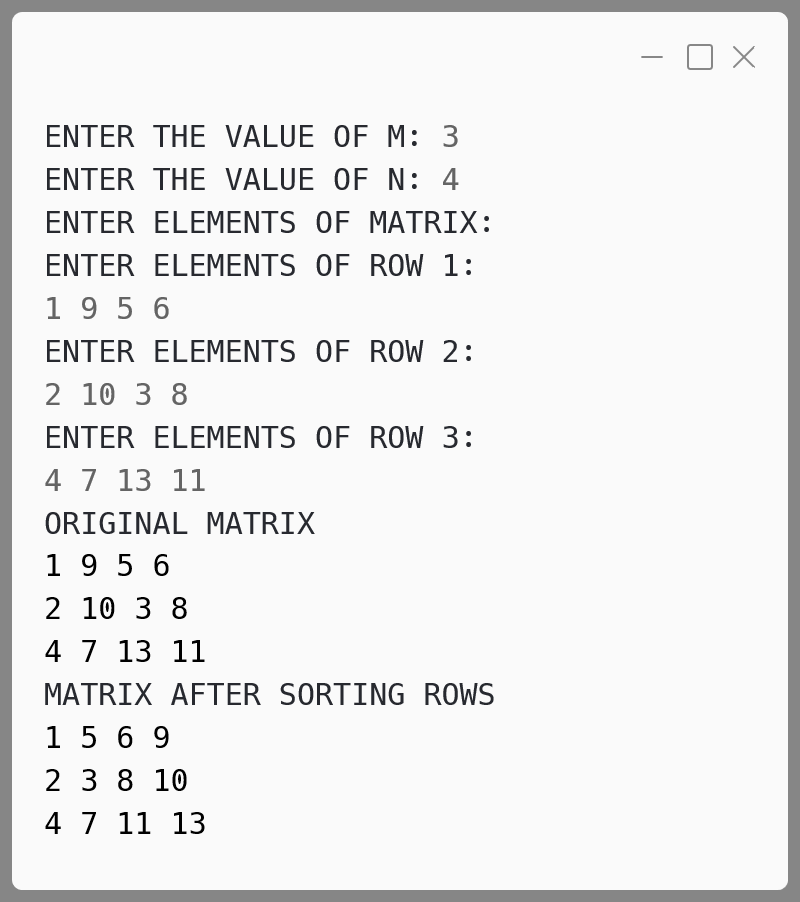 ENTER THE VALUE OF M: 3
ENTER THE VALUE OF N: 4
ENTER ELEMENTS OF MATRIX:
ENTER ELEMENTS OF ROW 1:
1 9 5 6
ENTER ELEMENTS OF ROW 2:
2 10 3 8
ENTER ELEMENTS OF ROW 3:
4 7 13 11
ORIGINAL MATRIX
1 9 5 6
2 10 3 8
4 7 13 11
MATRIX AFTER SORTING ROWS
1 5 6 9
2 3 8 10
4 7 11 13